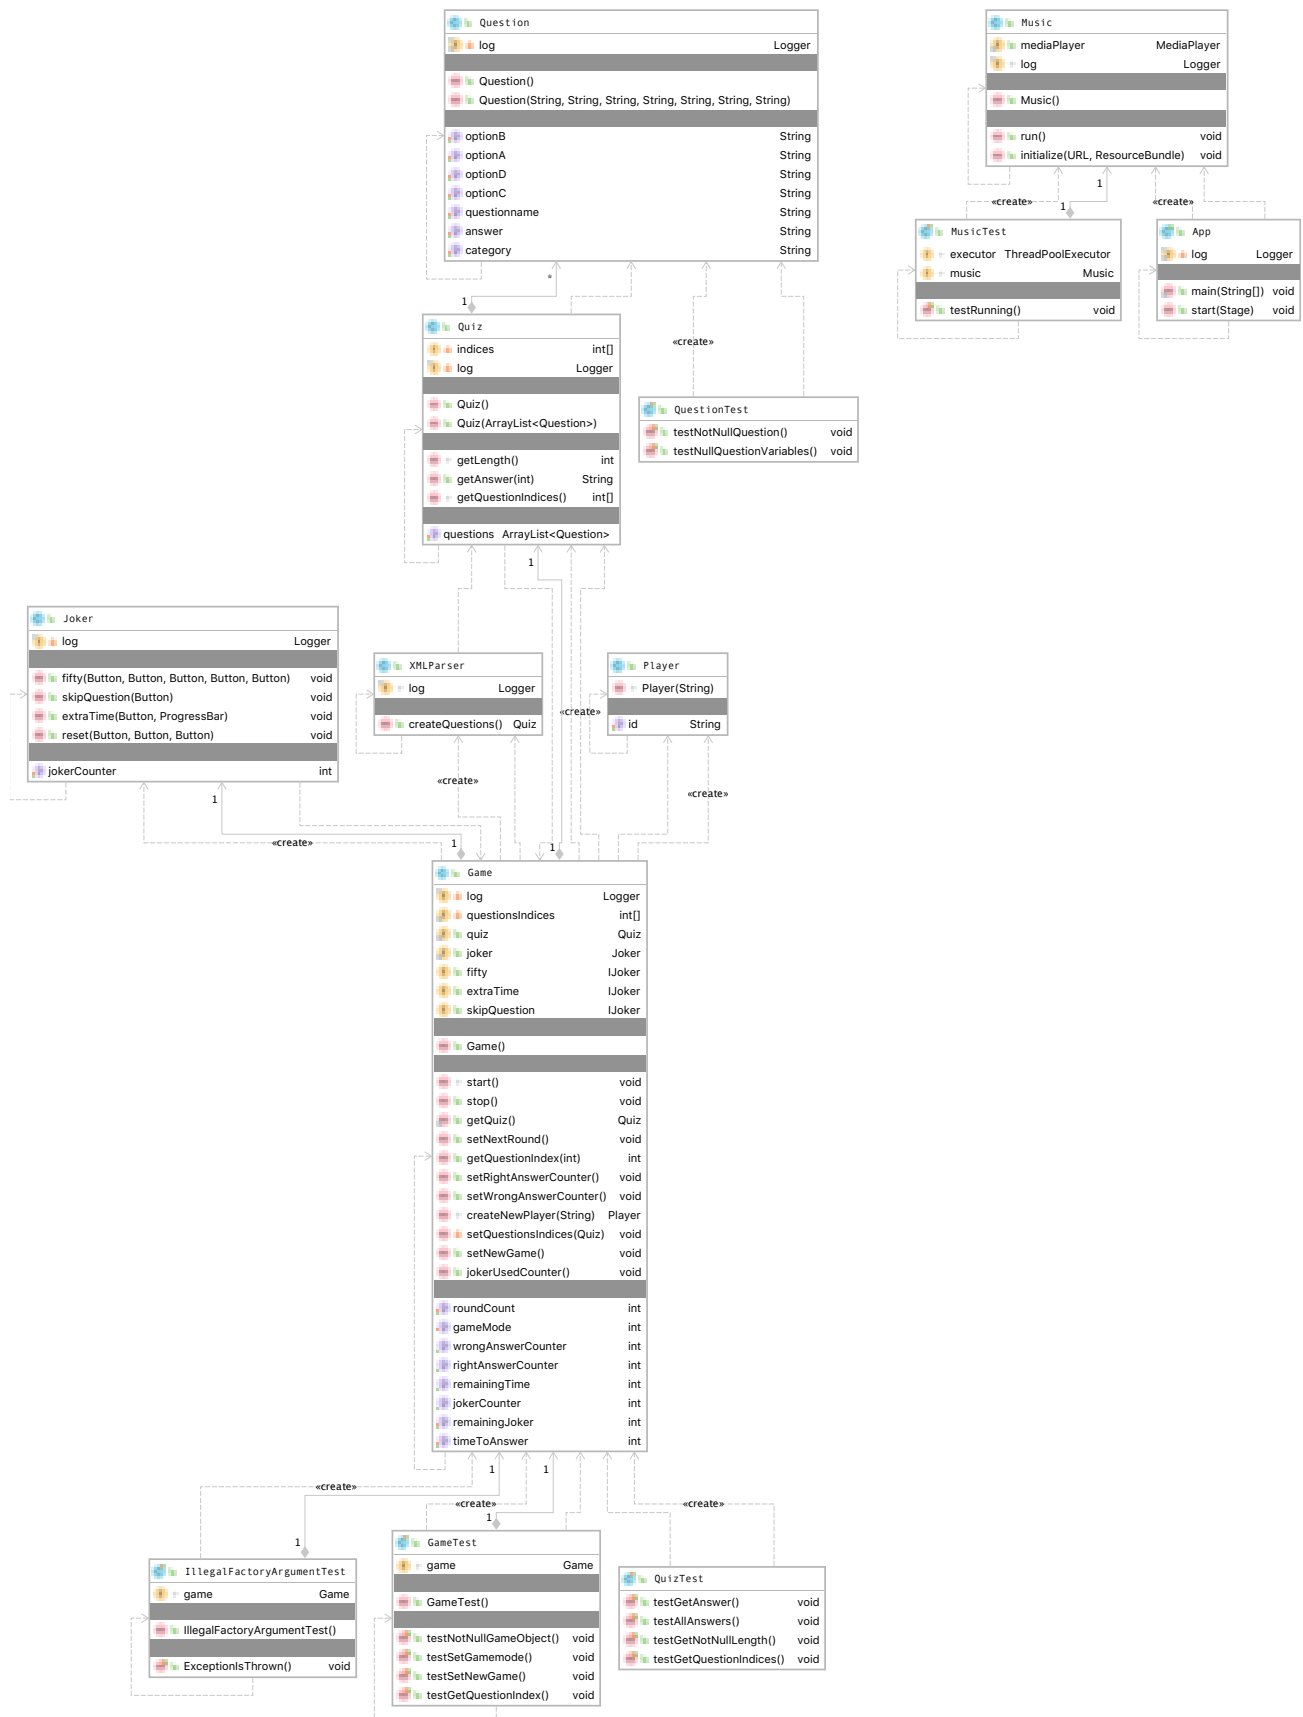 Question
log Logger
Question()
Question(String, String, String, String, String, String, String)
optionB String
optionA String
optionD String
optionC String
questionname String
answer String
category String
Music
mediaPlayer MediaPlayer
log Logger
Music()
run() void
initialize(URL, ResourceBundle) void
1
«create»
1
«create»
MusicTest
executor ThreadPoolExecutor
music Music
testRunning() void
App
log Logger
main(String[]) void
start(Stage) void
*
1
Quiz
indices int[]
log Logger
Quiz()
Quiz(ArrayList<Question>)
getLength() int
getAnswer(int) String
getQuestionIndices() int[]
questions ArrayList<Question>
«create»
QuestionTest
testNotNullQuestion() void
testNullQuestionVariables() void
1
Joker
log Logger
fifty(Button, Button, Button, Button, Button) void
skipQuestion(Button) void
extraTime(Button, ProgressBar) void
reset(Button, Button, Button) void
jokerCounter int
XMLParser
log Logger
createQuestions() Quiz
«create»
Player
Player(String)
id String
«create»
«create»
1
«create»
1
1
Game
log Logger
questionsIndices int[]
quiz Quiz
joker Joker
fifty IJoker
extraTime IJoker
skipQuestion IJoker
Game()
start() void
stop() void
getQuiz() Quiz
setNextRound() void
getQuestionIndex(int) int
setRightAnswerCounter() void
setWrongAnswerCounter() void
createNewPlayer(String) Player
setQuestionsIndices(Quiz) void
setNewGame() void
jokerUsedCounter() void
roundCount int
gameMode int
wrongAnswerCounter int
rightAnswerCounter int
remainingTime int
jokerCounter int
remainingJoker int
timeToAnswer int
1
1
«create»
«create»
«create»
1
1
IllegalFactoryArgumentTest
game Game
IllegalFactoryArgumentTest()
ExceptionIsThrown() void
GameTest
game Game
GameTest()
testNotNullGameObject() void
testSetGamemode() void
testSetNewGame() void
testGetQuestionIndex() void
QuizTest
testGetAnswer() void
testAllAnswers() void
testGetNotNullLength() void
testGetQuestionIndices() void